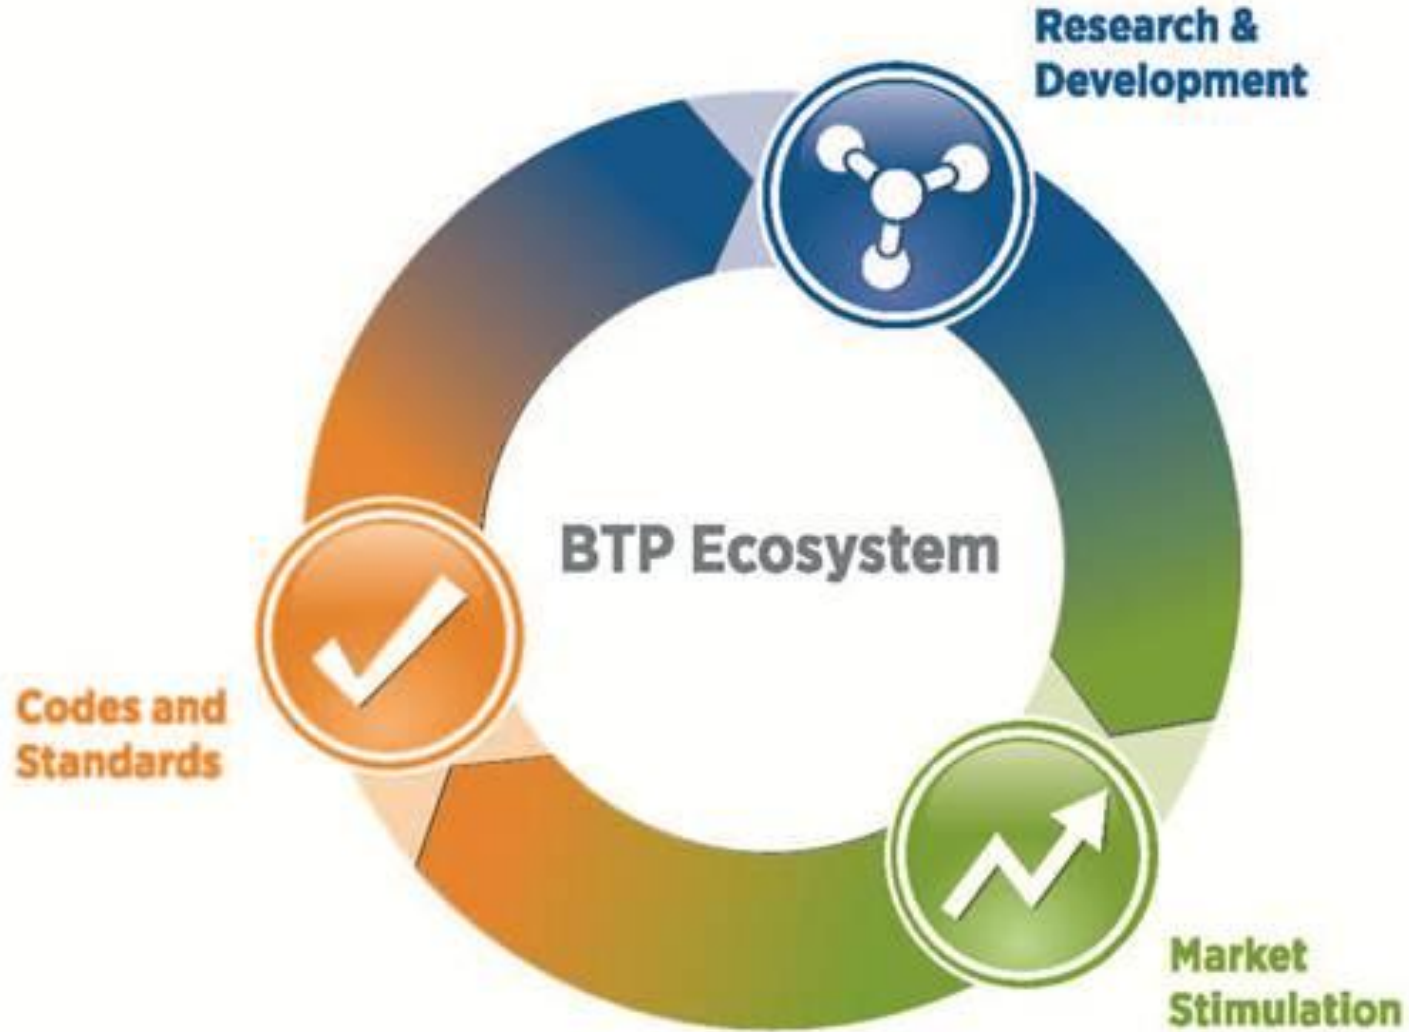 Research &
Development
BTP Ecosystem
Codes and
Standards
Market
Stimulation